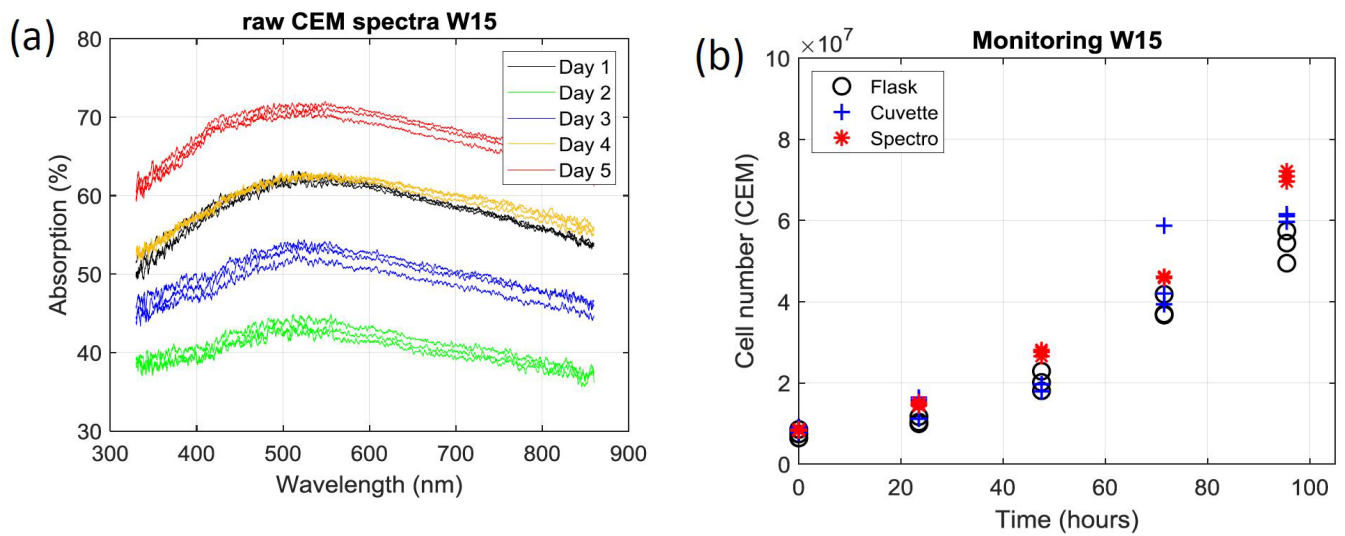 (a)
raw CEM spectra W15
80
70
60
50
40
30
Absorption (%)
300 400 500 600 700 800 900
Wavelength (nm)
Day 1
Day 2
Day 3
Day 4
Day 5
(b)
×10⁷
Monitoring W15
10
8
6
4
2
0
Cell number (CEM)
0 20 40 60 80 100
Time (hours)
Flask
Cuvette
Spectro